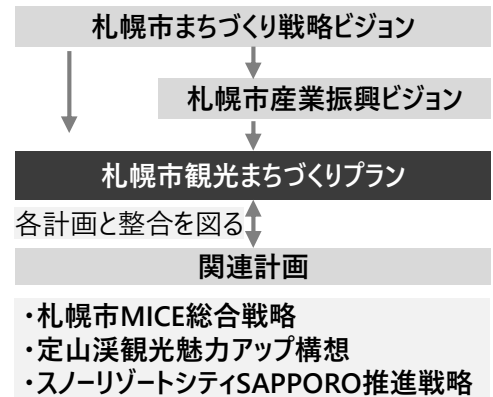 札幌市まちづくり戦略ビジョン
札幌市産業振興ビジョン
札幌市観光まちづくりプラン
各計画と整合を図る
関連計画
・札幌市MICE総合戦略
・定山渓観光魅力アップ構想
・スノーリゾートシティSAPPORO推進戦略